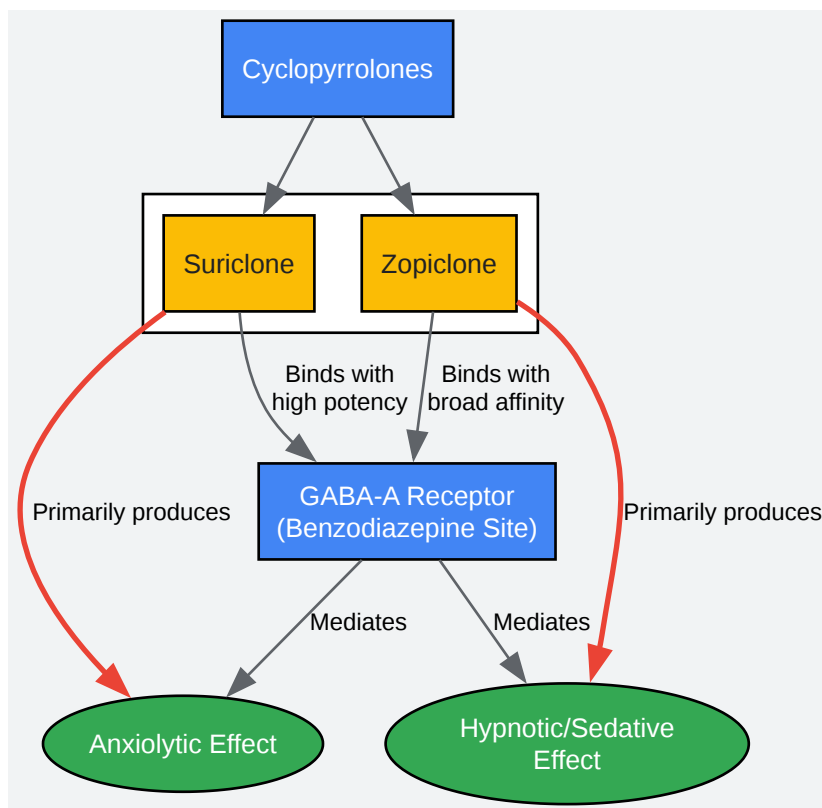 Cyclopyrrolones
Suriclone
Zopiclone
Binds with
high potency
Binds with
broad affinity
GABA-A Receptor
(Benzodiazepine Site)
Primarily produces
Primarily produces
Mediates
Mediates
Anxiolytic Effect
Hypnotic/Sedative
Effect